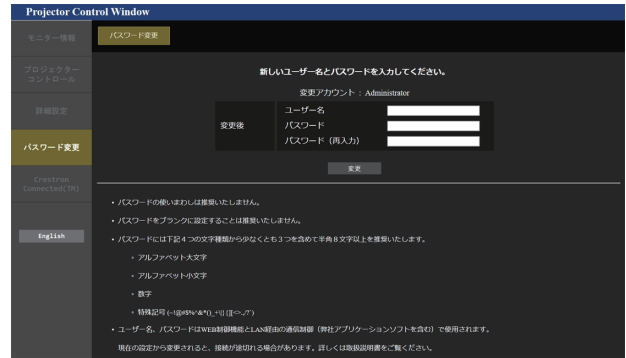 Projector Control Window
モニター情報
プロジェクター
コントロール
詳細設定
パスワード変更
Crestron
Connected(TM)
English
パスワード変更
新しいユーザー名とパスワードを入力してください。
変更アカウント : Administrator
変更後
ユーザー名
パスワード
パスワード (再入力)
変更
• パスワードの使いまわしは推奨いたしません。
• パスワードをブランクに設定することは推奨いたしません。
• パスワードには下記４つの文字種類から少なくとも３つを含めて半角８文字以上を推奨いたします。
◦ アルファベット大文字
◦ アルファベット小文字
◦ 数字
◦ 特殊記号
• ユーザー名、パスワードはWEB制御機能とLAN経由の通信制御（弊社アプリケーションソフトを含む）で使用されます。
現在の設定から変更されると、接続が途切れる場合があります。詳しくは取扱説明書をご覧ください。